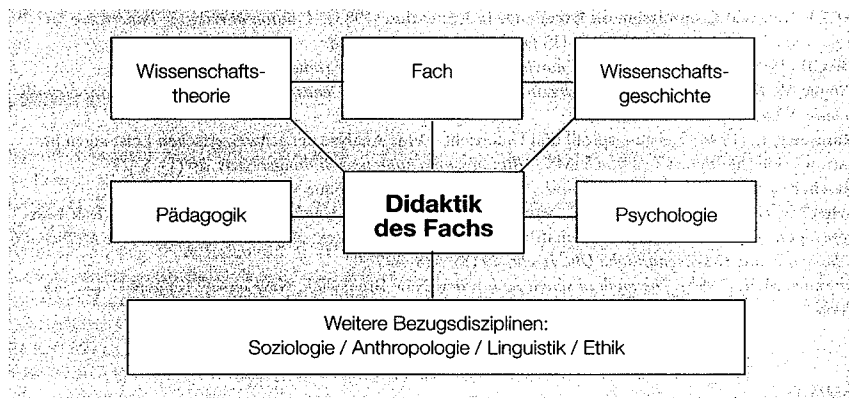 Wissenschafts-
theorie
Fach
Wissenschafts-
geschichte
Pädagogik
Didaktik
des Fachs
Psychologie
Weitere Bezugsdisziplinen:
Soziologie / Anthropologie / Linguistik / Ethik